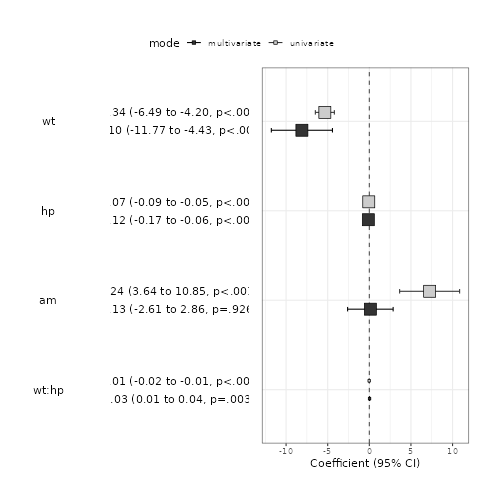 mode multivariate univariate
wt
.34 (-6.49 to -4.20, p<.00
10 (-11.77 to -4.43, p<.00
hp
.07 (-0.09 to -0.05, p<.00
.12 (-0.17 to -0.06, p<.00
am
24 (3.64 to 10.85, p<.001
.13 (-2.61 to 2.86, p=.926
wt:hp
.01 (-0.02 to -0.01, p<.00
.03 (0.01 to 0.04, p=.003
-10 -5 0 5 10
Coefficient (95% CI)